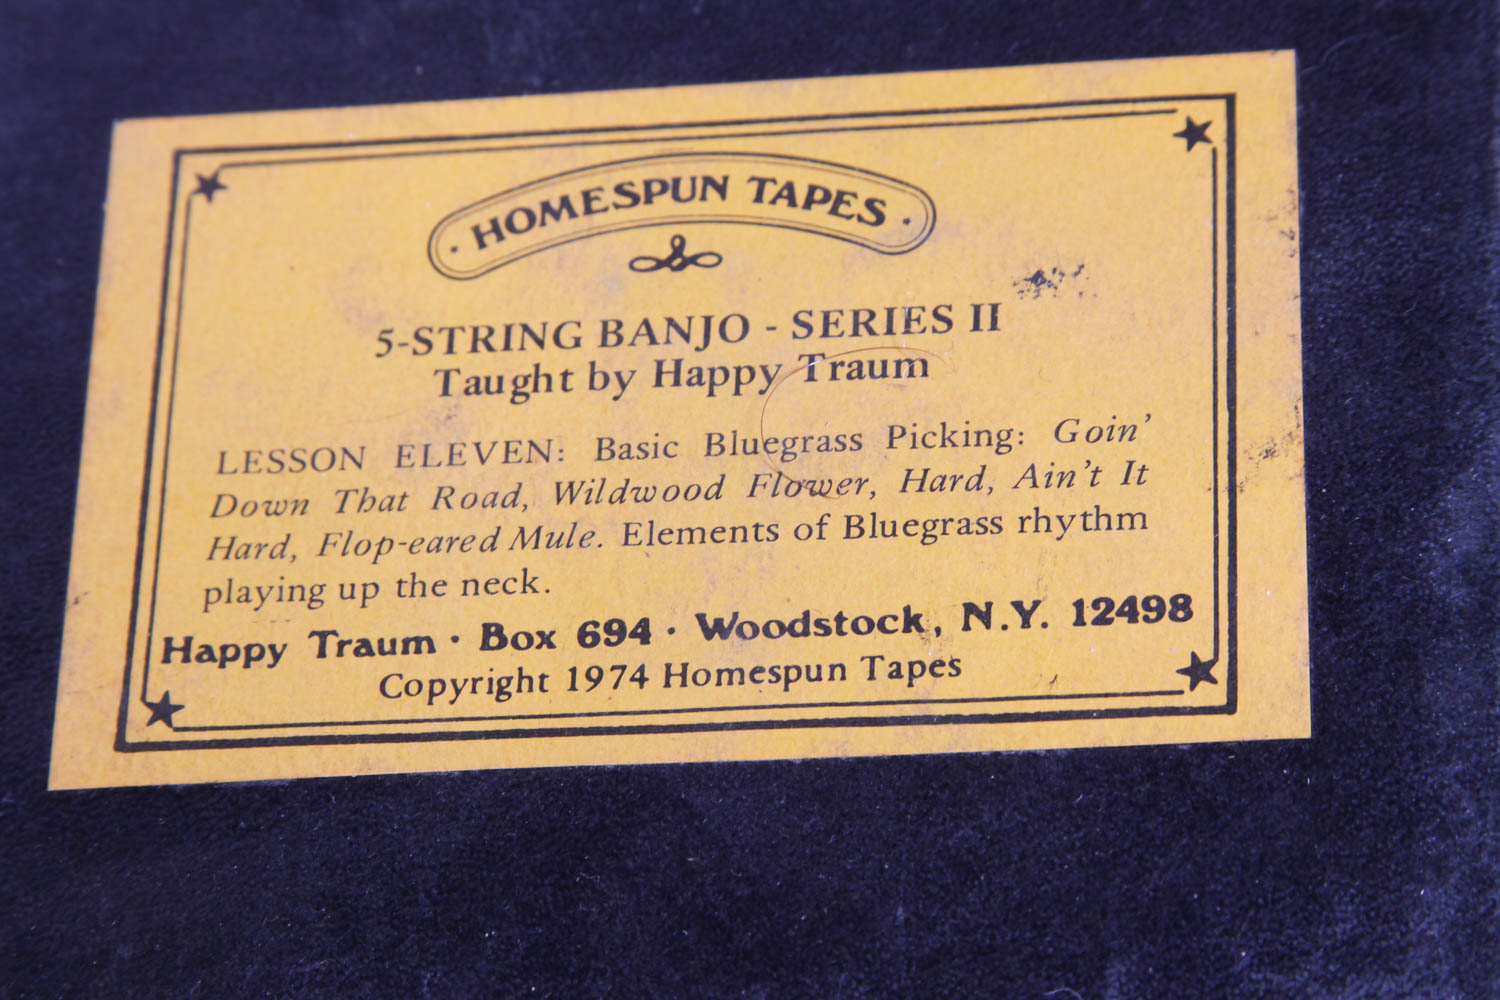 · HOMESPUN TAPES ·
5-STRING BANJO - SERIES II
Taught by Happy Traum
LESSON ELEVEN: Basic Bluegrass Picking: Goin'
Down That Road, Wildwood Flower, Hard, Ain't It
Hard, Flop-eared Mule. Elements of Bluegrass rhythm
playing up the neck.
Happy Traum · Box 694 · Woodstock, N.Y. 12498
Copyright 1974 Homespun Tapes